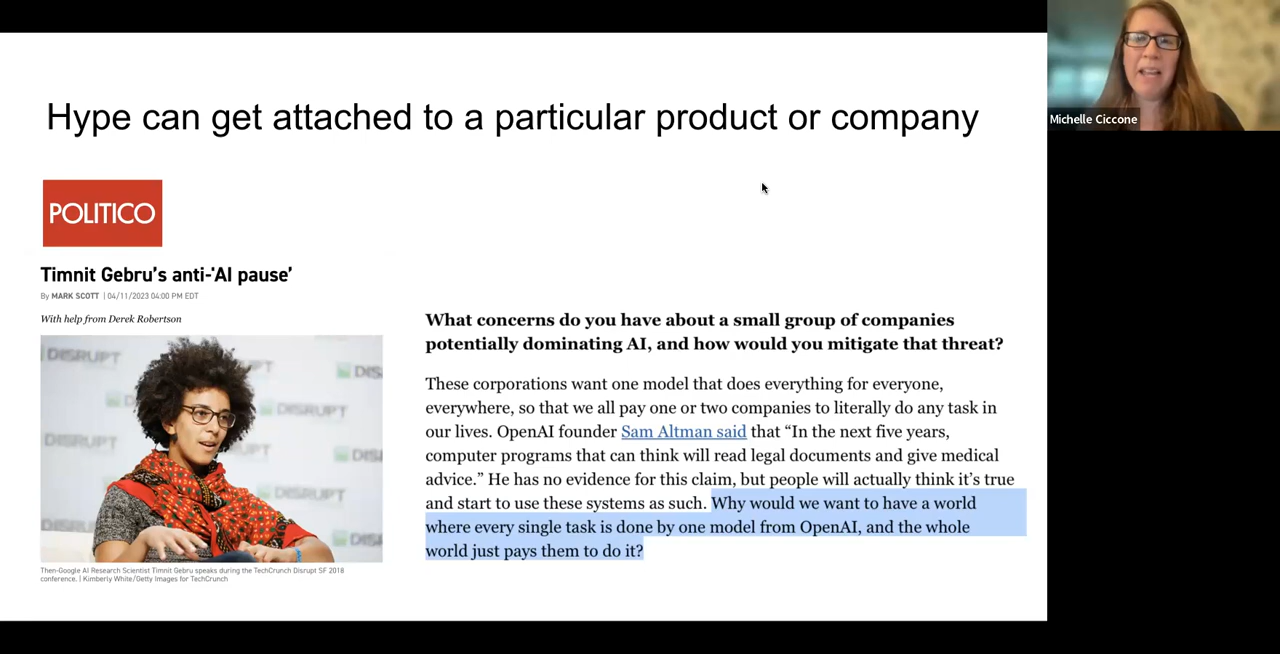 Hype can get attached to a particular product or company
Michelle Ciccone
POLITICO
Timnit Gebru's anti-'AI pause'
By MARK SCOTT | 04/11/2023 04:00 PM EDT
With help from Derek Robertson
DISRUPT
DIS
DISRUPT
DISRUPT
DISRUPT
DIS
DISRUPT
DIS
Then-Google AI Research Scientist Timnit Gebru speaks during the TechCrunch Disrupt SF 2018
conference. | Kimberly White/Getty Images for TechCrunch
What concerns do you have about a small group of companies
potentially dominating AI, and how would you mitigate that threat?
These corporations want one model that does everything for everyone,
everywhere, so that we all pay one or two companies to literally do any task in
our lives. OpenAI founder Sam Altman said that “In the next five years,
computer programs that can think will read legal documents and give medical
advice.” He has no evidence for this claim, but people will actually think it’s true
and start to use these systems as such. Why would we want to have a world
where every single task is done by one model from OpenAI, and the whole
world just pays them to do it?